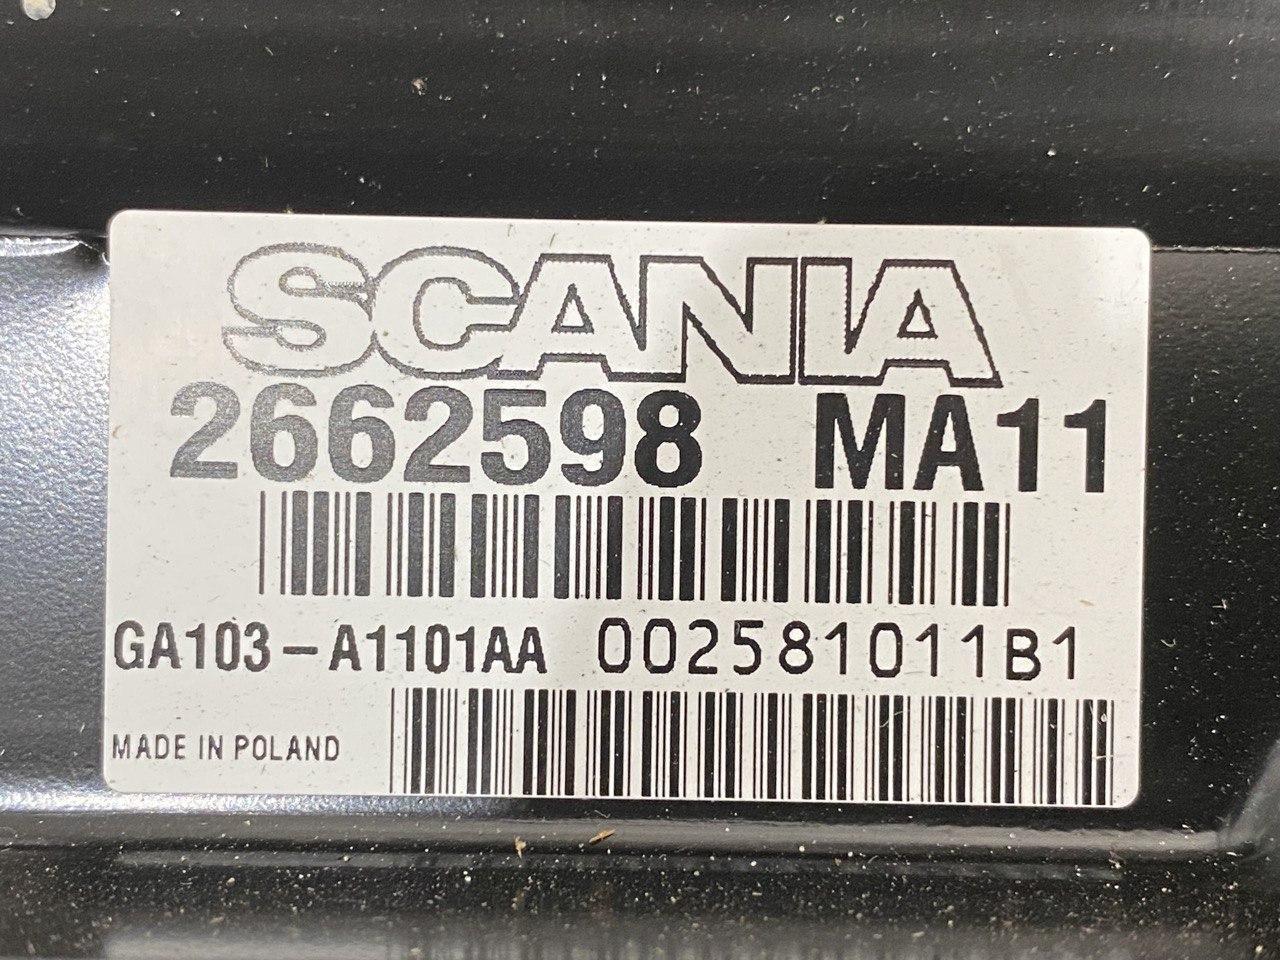 SCANIA
2662598 MA11
GA103-A1101AA 002581011B1
MADE IN POLAND